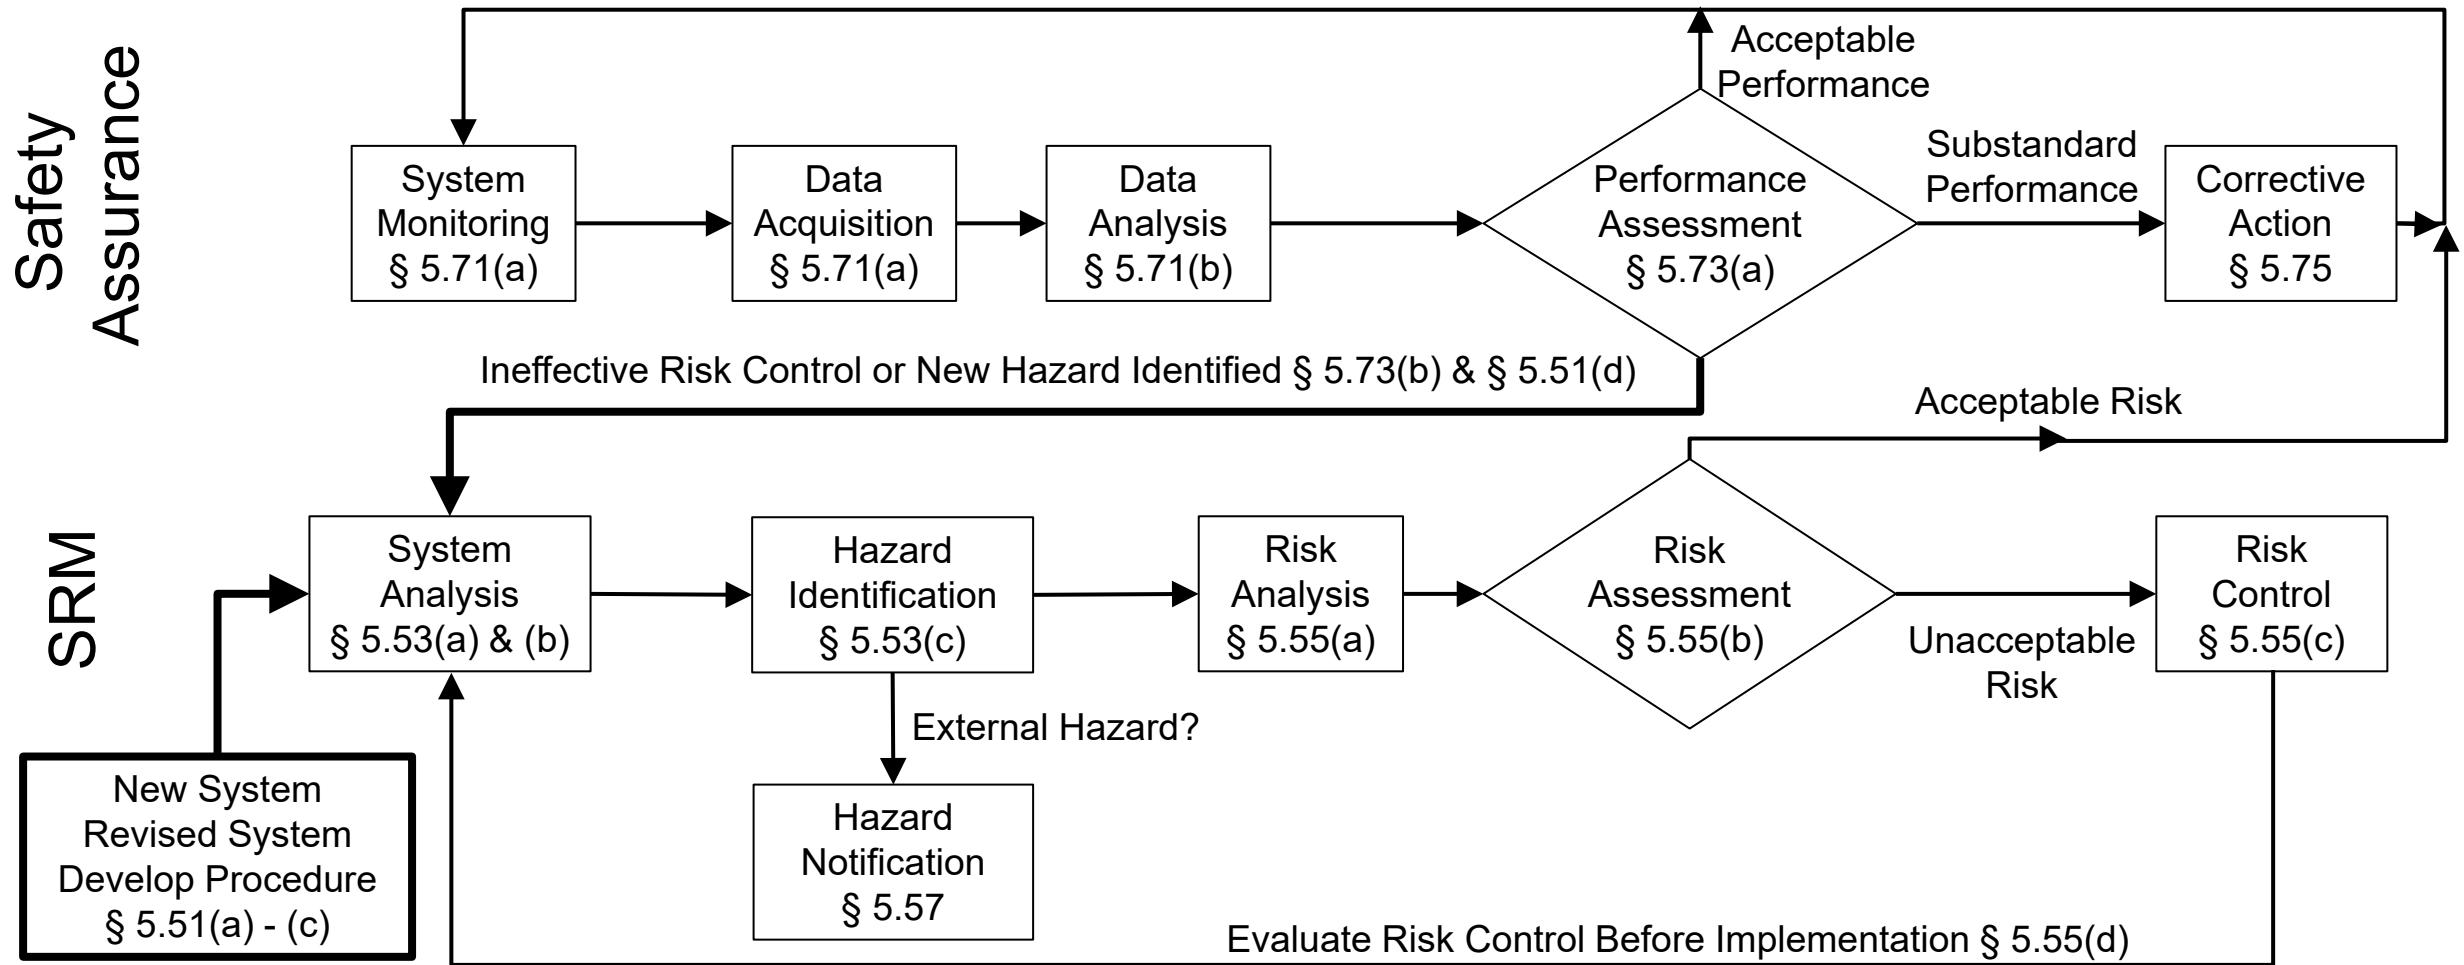 Safety
Assurance
Acceptable
Performance
System
Monitoring
§ 5.71(a)
Data
Acquisition
§ 5.71(a)
Data
Analysis
§ 5.71(b)
Performance
Assessment
§ 5.73(a)
Substandard
Performance
Corrective
Action
§ 5.75
Ineffective Risk Control or New Hazard Identified § 5.73(b) & § 5.51(d)
Acceptable Risk
SRM
System
Analysis
§ 5.53(a) & (b)
Hazard
Identification
§ 5.53(c)
Risk
Analysis
§ 5.55(a)
Risk
Assessment
§ 5.55(b)
Unacceptable
Risk
Risk
Control
§ 5.55(c)
External Hazard?
New System
Revised System
Develop Procedure
§ 5.51(a) - (c)
Hazard
Notification
§ 5.57
Evaluate Risk Control Before Implementation § 5.55(d)